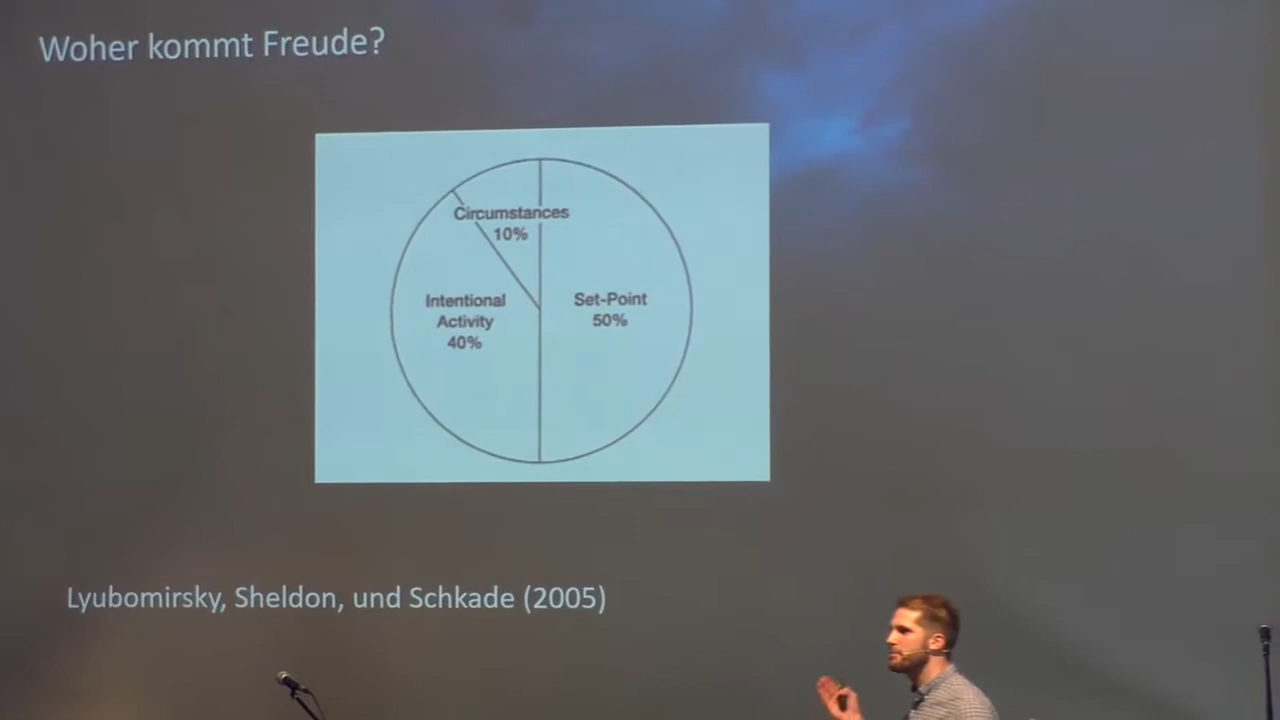 Woher kommt Freude?
Circumstances
10%
Intentional
Activity
40%
Set-Point
50%
Lyubomirsky, Sheldon, und Schkade (2005)